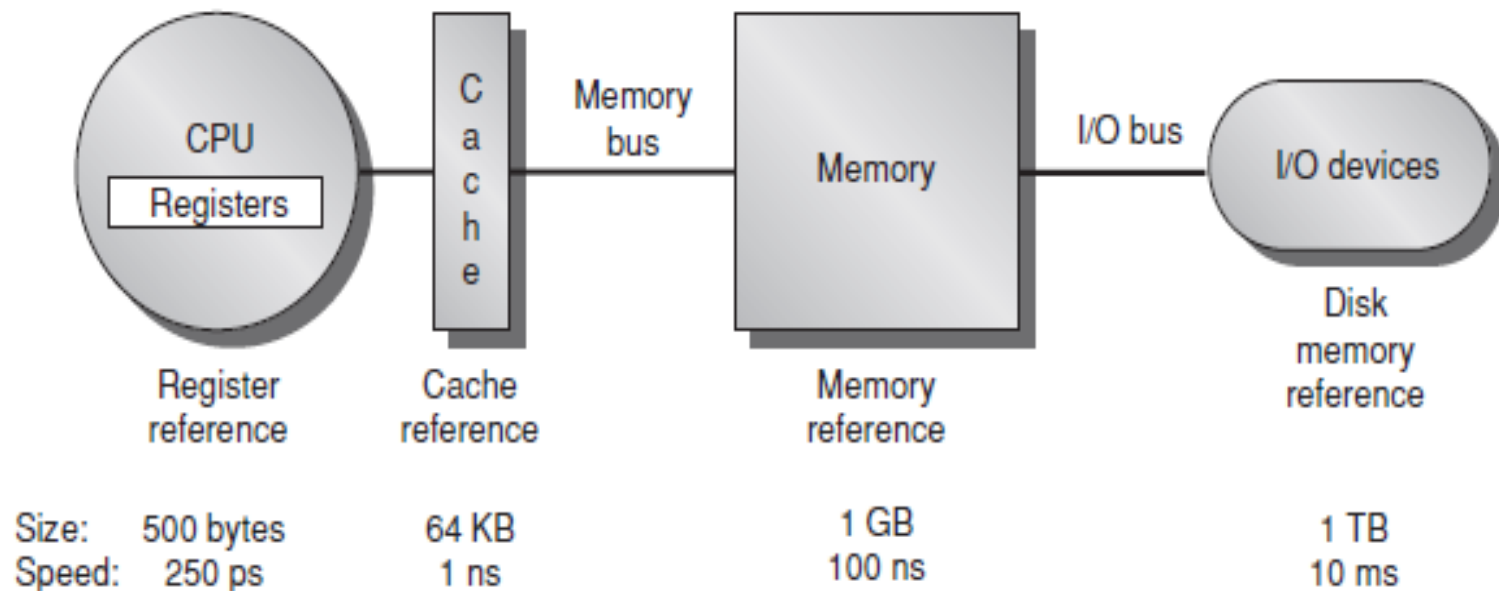 CPU
Registers
C
a
c
h
e
Memory
bus
Memory
I/O bus
I/O devices
Register
reference
Cache
reference
Memory
reference
Disk
memory
reference
Size: 500 bytes 64 KB 1 GB 1 TB
Speed: 250 ps 1 ns 100 ns 10 ms